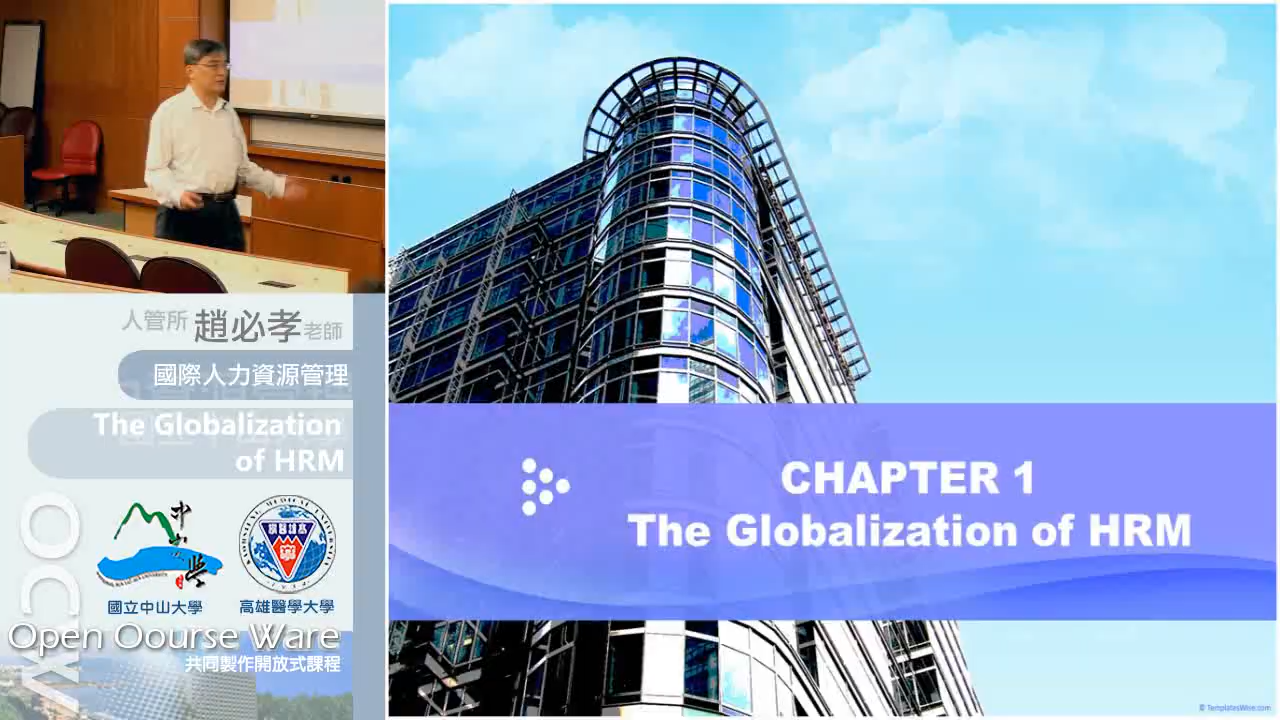 人管所 趙必孝老師
國際人力資源管理
The Globalization
of HRM
OCW
國立中山大學
高雄醫學大學
Open Oourse Ware
共同製作開放式課程
CHAPTER 1
The Globalization of HRM
© TemplatesWise.com